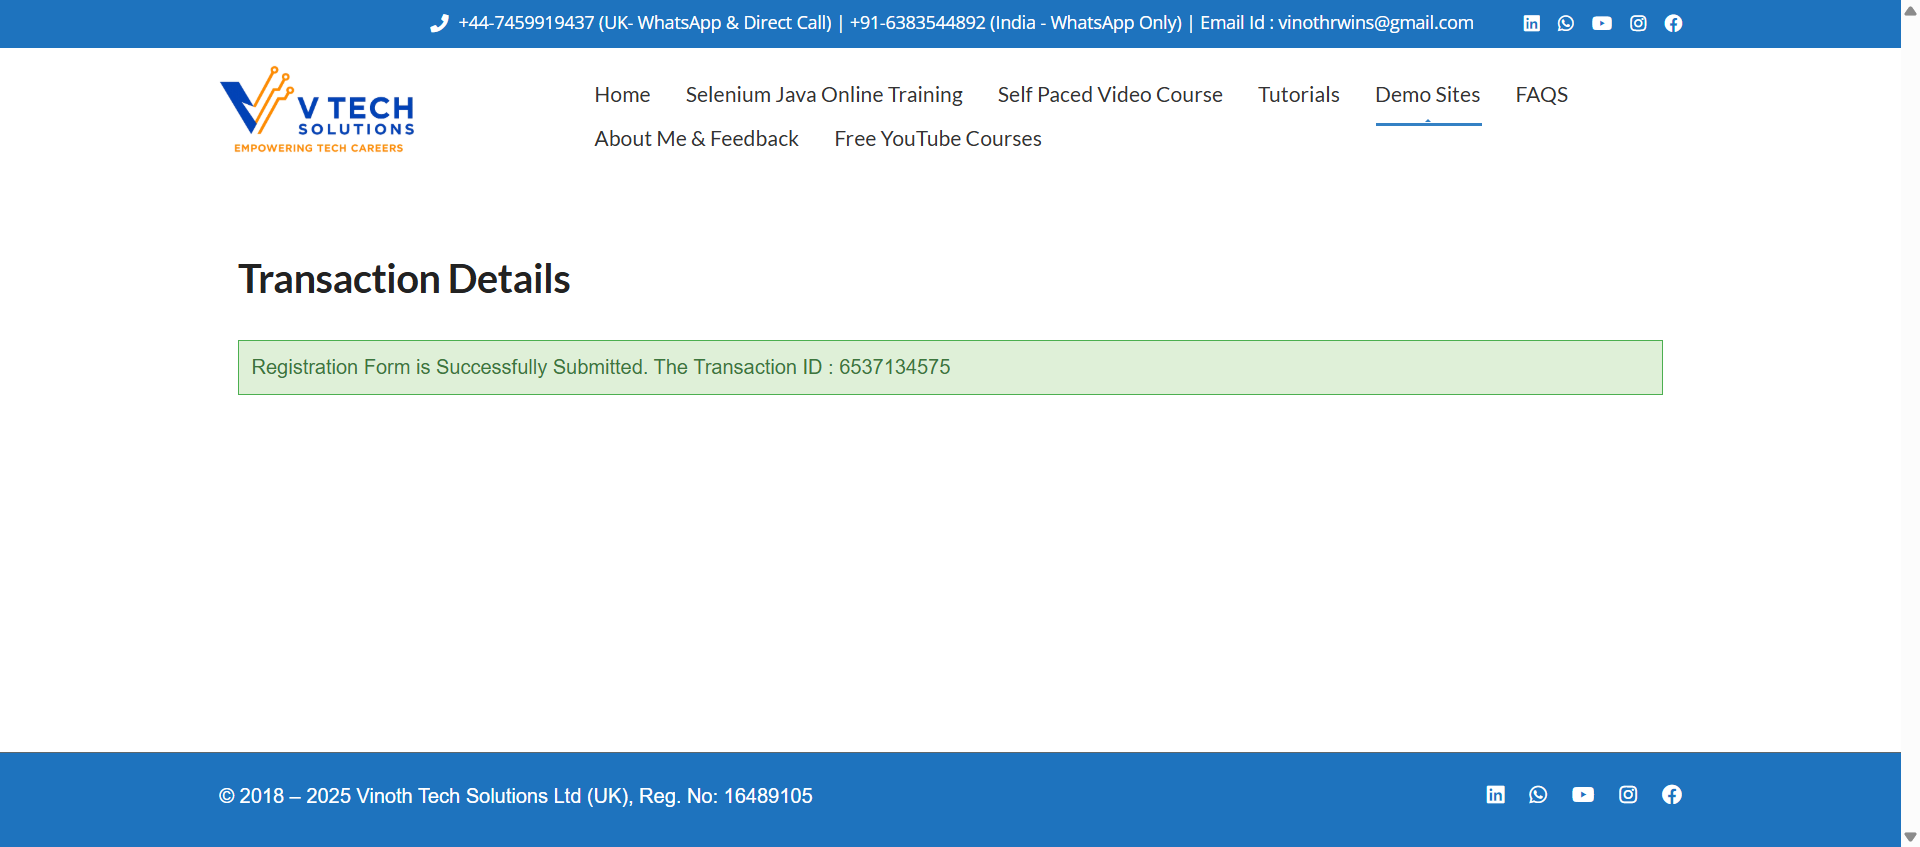 +44-7459919437 (UK- WhatsApp & Direct Call) | +91-6383544892 (India - WhatsApp Only) | Email Id : vinothrwins@gmail.com
V TECH
SOLUTIONS
EMPOWERING TECH CAREERS
Home Selenium Java Online Training Self Paced Video Course Tutorials Demo Sites FAQS
About Me & Feedback Free YouTube Courses
Transaction Details
Registration Form is Successfully Submitted. The Transaction ID : 6537134575
© 2018 – 2025 Vinoth Tech Solutions Ltd (UK), Reg. No: 16489105